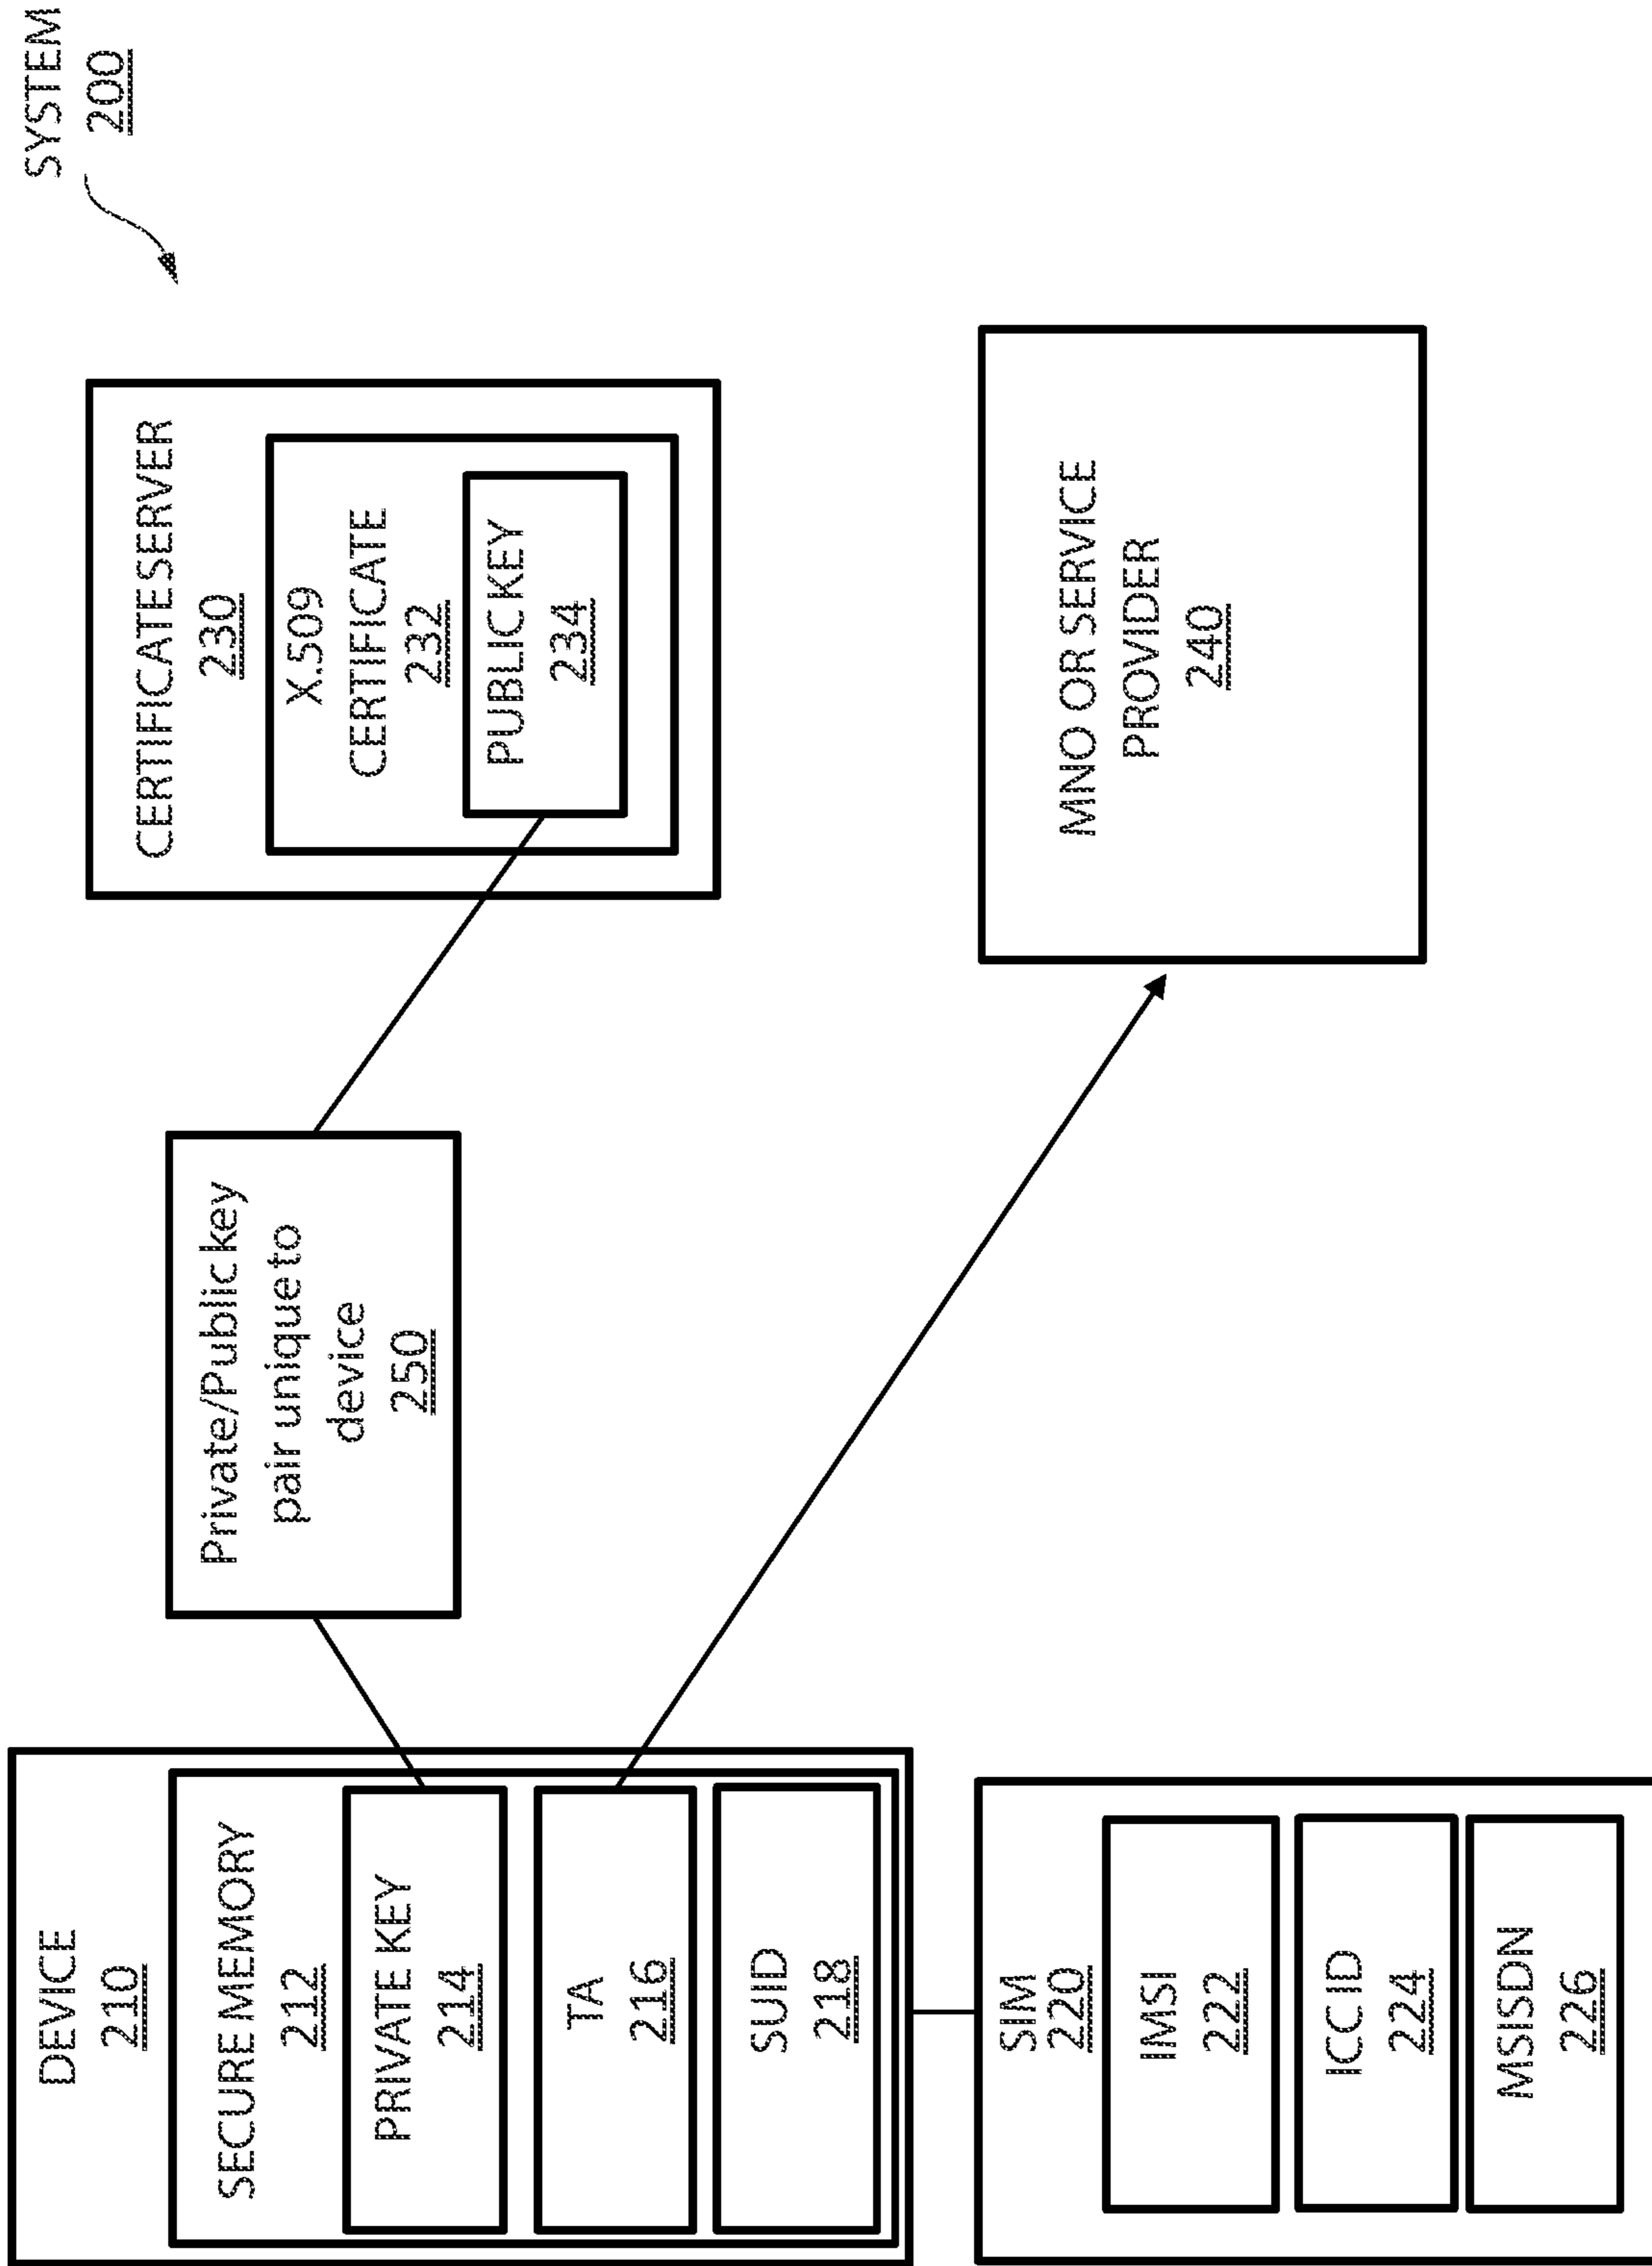 SYSTEM
200
DEVICE
210
SECURE MEMORY
212
PRIVATE KEY
214
TA
216
SUID
218
SIM
220
IMSI
222
ICCID
224
MSISDN
226
Private/Public key
pair unique to
device
250
CERTIFICATE SERVER
230
X.509
CERTIFICATE
232
PUBLIC KEY
234
MNO OR SERVICE
PROVIDER
240